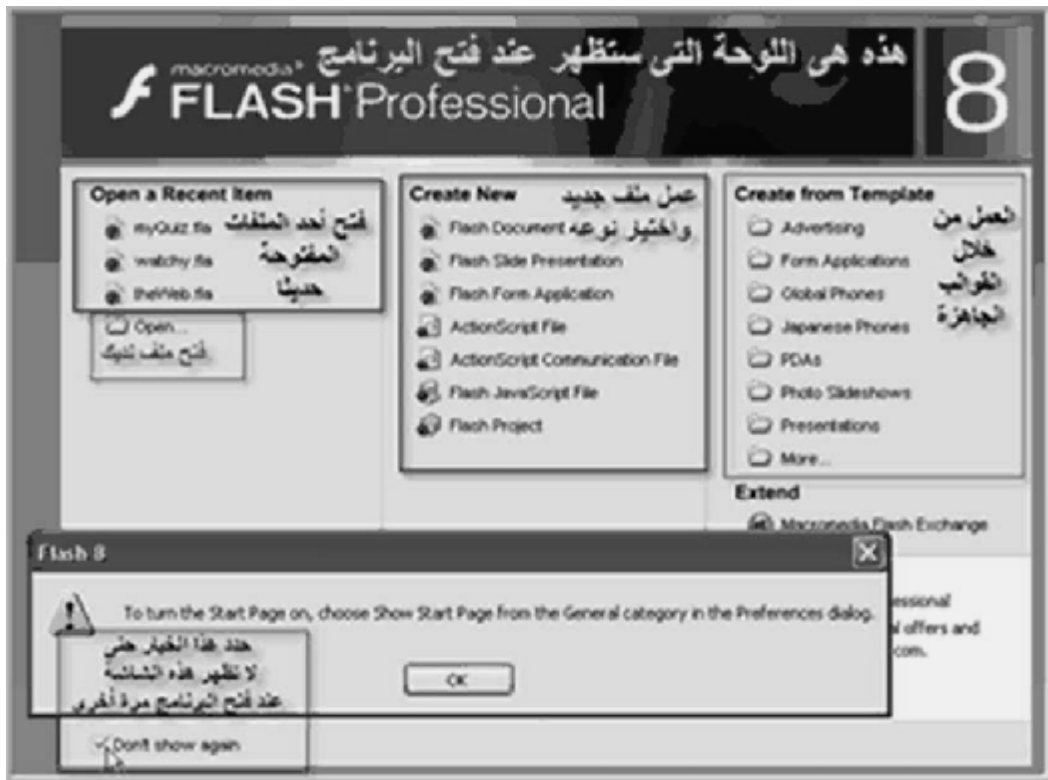 هذه هى اللوحة التى ستظهر عند فتح البرنامج
macromedia®
FLASH Professional
8
Open a Recent Item
myQuiz.fla
watchy.fla
theWeb.fla
فتح أحد الملفات
المفتوحة
حديثا
Open...
فتح ملف لديك
Create New
عمل ملف جديد
Flash Document
واختيار نوعه
Flash Slide Presentation
Flash Form Application
ActionScript File
ActionScript Communication File
Flash JavaScript File
Flash Project
Create from Template
Advertising
Form Applications
Global Phones
Japanese Phones
PDAs
Photo Slideshows
Presentations
More...
العمل من
خلال
القوالب
الجاهزة
Extend
Macromedia Flash Exchange
essional
al offers and
com.
Flash 8
To turn the Start Page on, choose Show Start Page from the General category in the Preferences dialog.
OK
حدد هذا الخيار حتى
لا تظهر هذه الشاشة
عند فتح البرنامج مرة أخرى
Don't show again